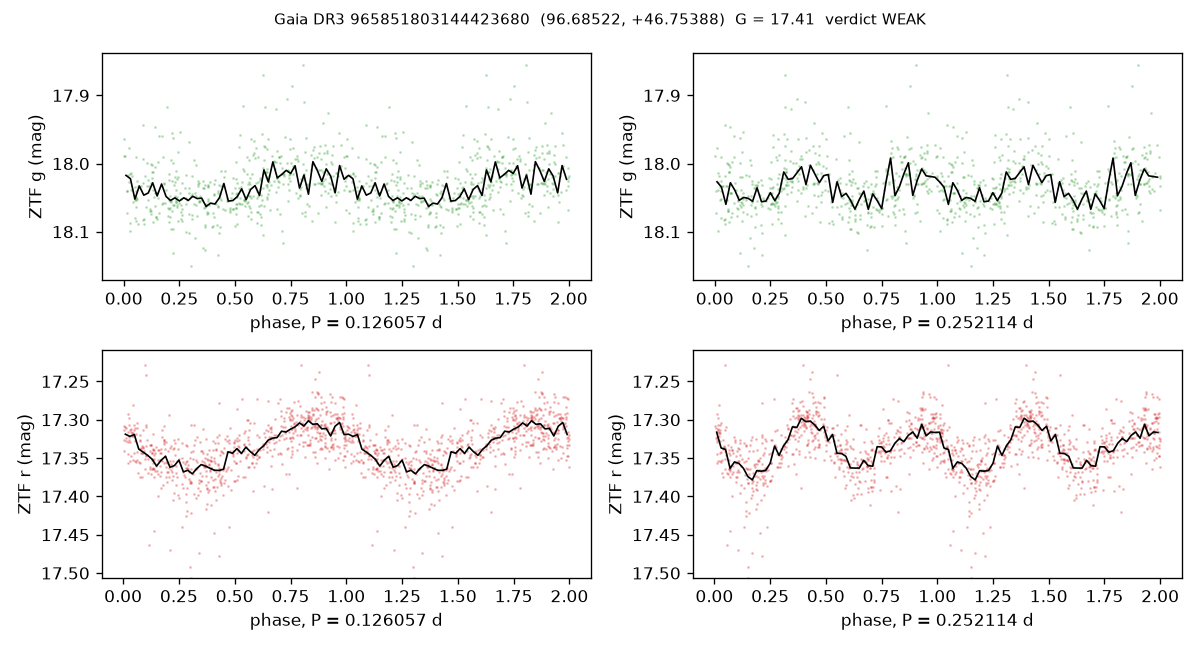 Gaia DR3 965851803144423680 (96.68522, +46.75388) G = 17.41 verdict WEAK
ZTF g (mag)
17.9
18.0
18.1
0.00 0.25 0.50 0.75 1.00 1.25 1.50 1.75 2.00
phase, P = 0.126057 d
ZTF g (mag)
17.9
18.0
18.1
0.00 0.25 0.50 0.75 1.00 1.25 1.50 1.75 2.00
phase, P = 0.252114 d
ZTF r (mag)
17.25
17.30
17.35
17.40
17.45
17.50
0.00 0.25 0.50 0.75 1.00 1.25 1.50 1.75 2.00
phase, P = 0.126057 d
ZTF r (mag)
17.25
17.30
17.35
17.40
17.45
17.50
0.00 0.25 0.50 0.75 1.00 1.25 1.50 1.75 2.00
phase, P = 0.252114 d